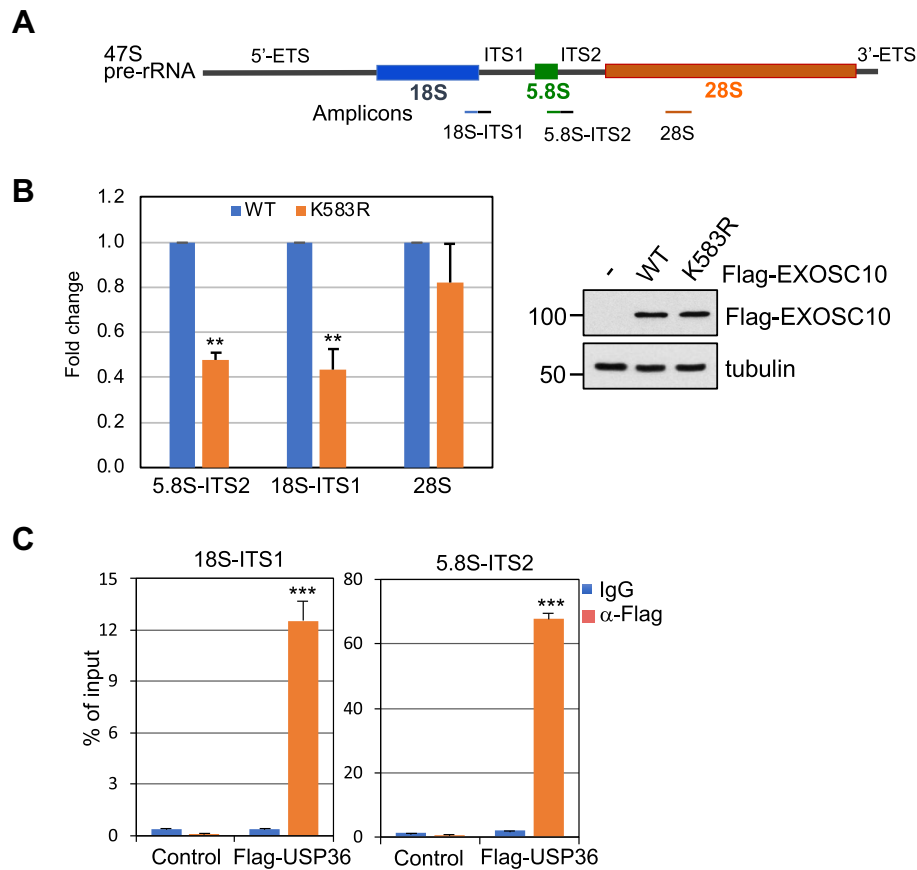 A
47S
pre-rRNA
5'-ETS
ITS1
ITS2
3'-ETS
18S
5.8S
28S
Amplicons
18S-ITS1
5.8S-ITS2
28S
B
WT
K583R
Fold change
1.2
1.0
0.8
0.6
0.4
0.2
0.0
**
**
5.8S-ITS2
18S-ITS1
28S
-
WT
K583R
Flag-EXOSC10
100
Flag-EXOSC10
50
tubulin
C
18S-ITS1
% of input
15
12
9
6
3
0
***
Control
Flag-USP36
5.8S-ITS2
80
60
40
20
0
***
Control
Flag-USP36
IgG
α-Flag